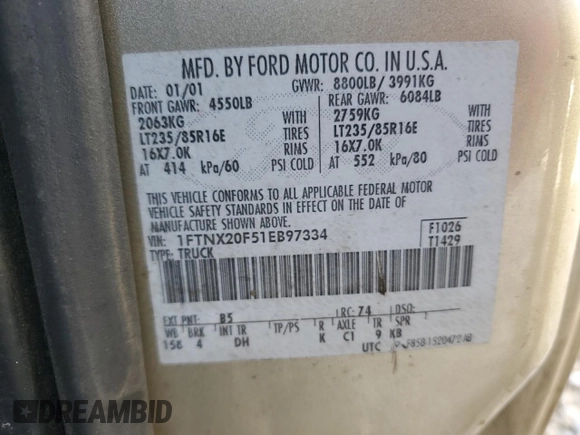 MFD. BY FORD MOTOR CO. IN U.S.A.
DATE: 01/01 GVWR: 8800LB/ 3991KG
FRONT GAWR: 4550LB REAR GAWR: 6084LB
2063KG WITH 2759KG WITH
LT235/85R16E TIRES LT235/85R16E TIRES
16X7.0K RIMS 16X7.0K RIMS
AT 414 kPa/60 PSI COLD AT 552 kPa/80 PSI COLD
THIS VEHICLE CONFORMS TO ALL APPLICABLE FEDERAL MOTOR
VEHICLE SAFETY STANDARDS IN EFFECT ON THE DATE OF
MANUFACTURE SHOWN ABOVE.
VIN: 1FTNX20F51EB97334 F1026
TYPE: TRUCK T1429
EXT PNT: B5 RC: 74 DSO:
WB BRK INT TR TP/PS R AXLE TR SPR
158 4 DH K C1 9 KB
UTC
DREAMBID